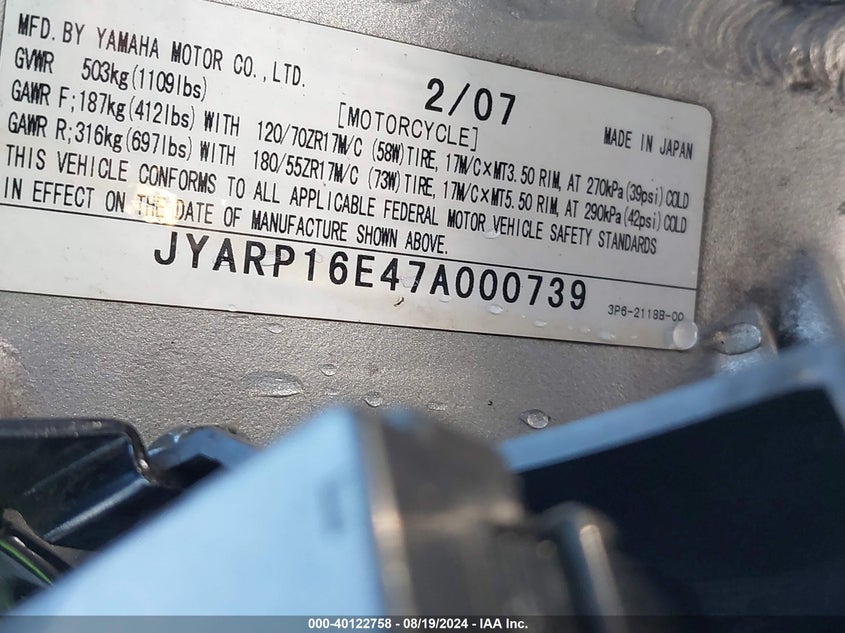 MFD. BY YAMAHA MOTOR CO., LTD.
2/07
GVWR 503kg(1109lbs)
[MOTORCYCLE]
MADE IN JAPAN
GAWR F;187kg(412lbs) WITH 120/70ZR17M/C (58W)TIRE, 17M/C×MT3.50 RIM, AT 270kPa(39psi)COLD
GAWR R;316kg(697lbs) WITH 180/55ZR17M/C (73W)TIRE, 17M/C×MT5.50 RIM, AT 290kPa(42psi)COLD
THIS VEHICLE CONFORMS TO ALL APPLICABLE FEDERAL MOTOR VEHICLE SAFETY STANDARDS
IN EFFECT ON THE DATE OF MANUFACTURE SHOWN ABOVE.
JYARP16E47A000739
3P6-2118B-00
000-40122758 - 08/19/2024 - IAAI.COM